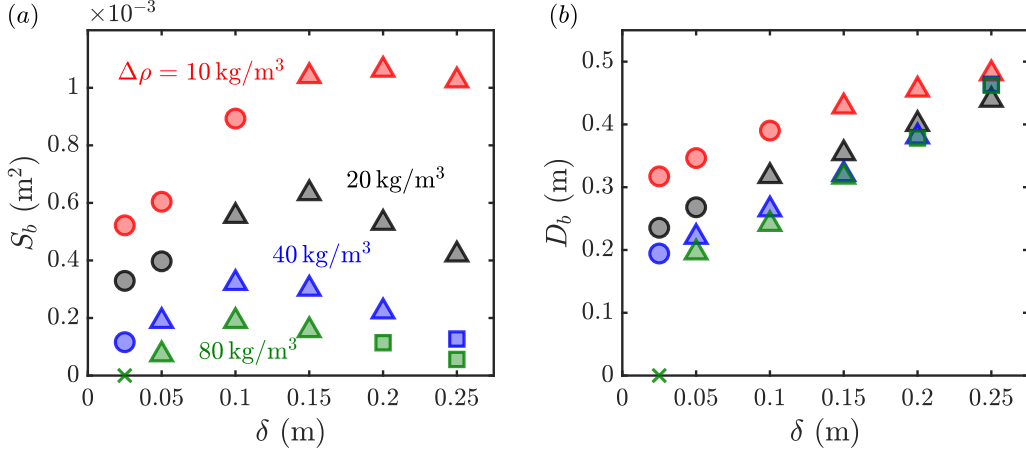 (a)
×10⁻³
Δρ = 10 kg/m³
20 kg/m³
40 kg/m³
80 kg/m³
1
0.8
0.6
0.4
0.2
0
S_b (m²)
0 0.05 0.1 0.15 0.2 0.25
δ (m)
(b)
0.5
0.4
0.3
0.2
0.1
0
D_b (m)
0 0.05 0.1 0.15 0.2 0.25
δ (m)